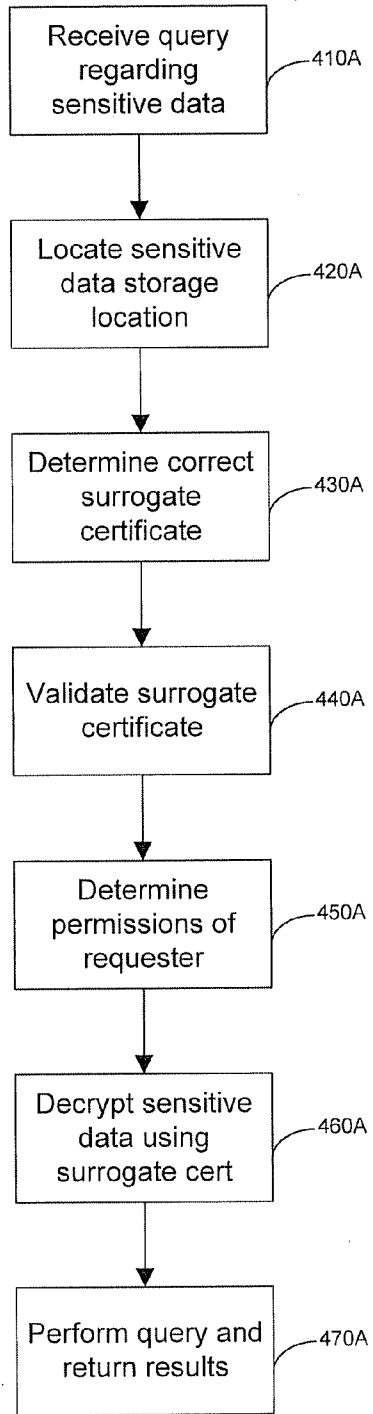 Receive query
regarding
sensitive data
410A
Locate sensitive
data storage
location
420A
Determine correct
surrogate
certificate
430A
Validate surrogate
certificate
440A
Determine
permissions of
requester
450A
Decrypt sensitive
data using
surrogate cert
460A
Perform query and
return results
470A